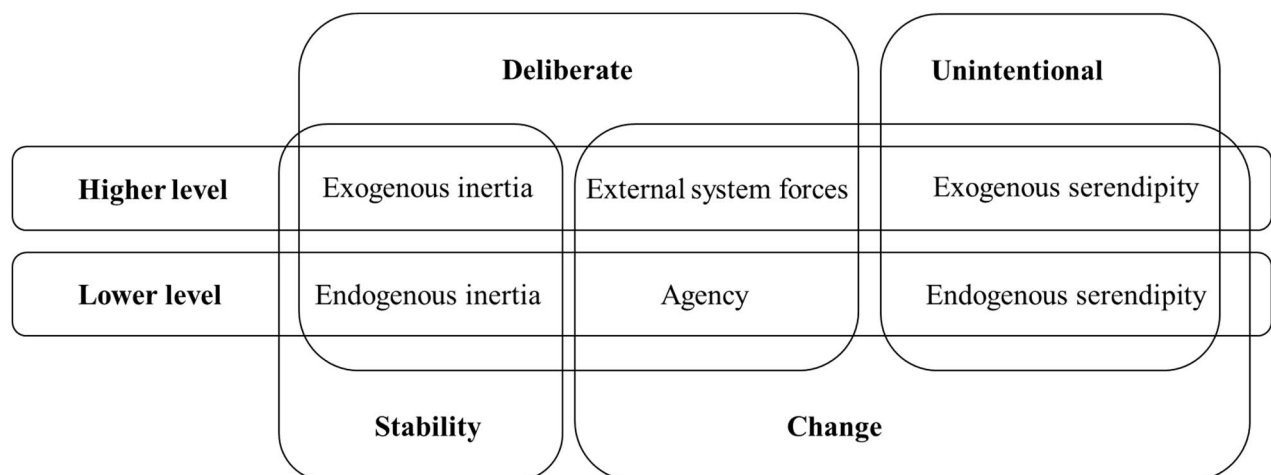 Deliberate Unintentional
Higher level Exogenous inertia External system forces Exogenous serendipity
Lower level Endogenous inertia Agency Endogenous serendipity
Stability Change